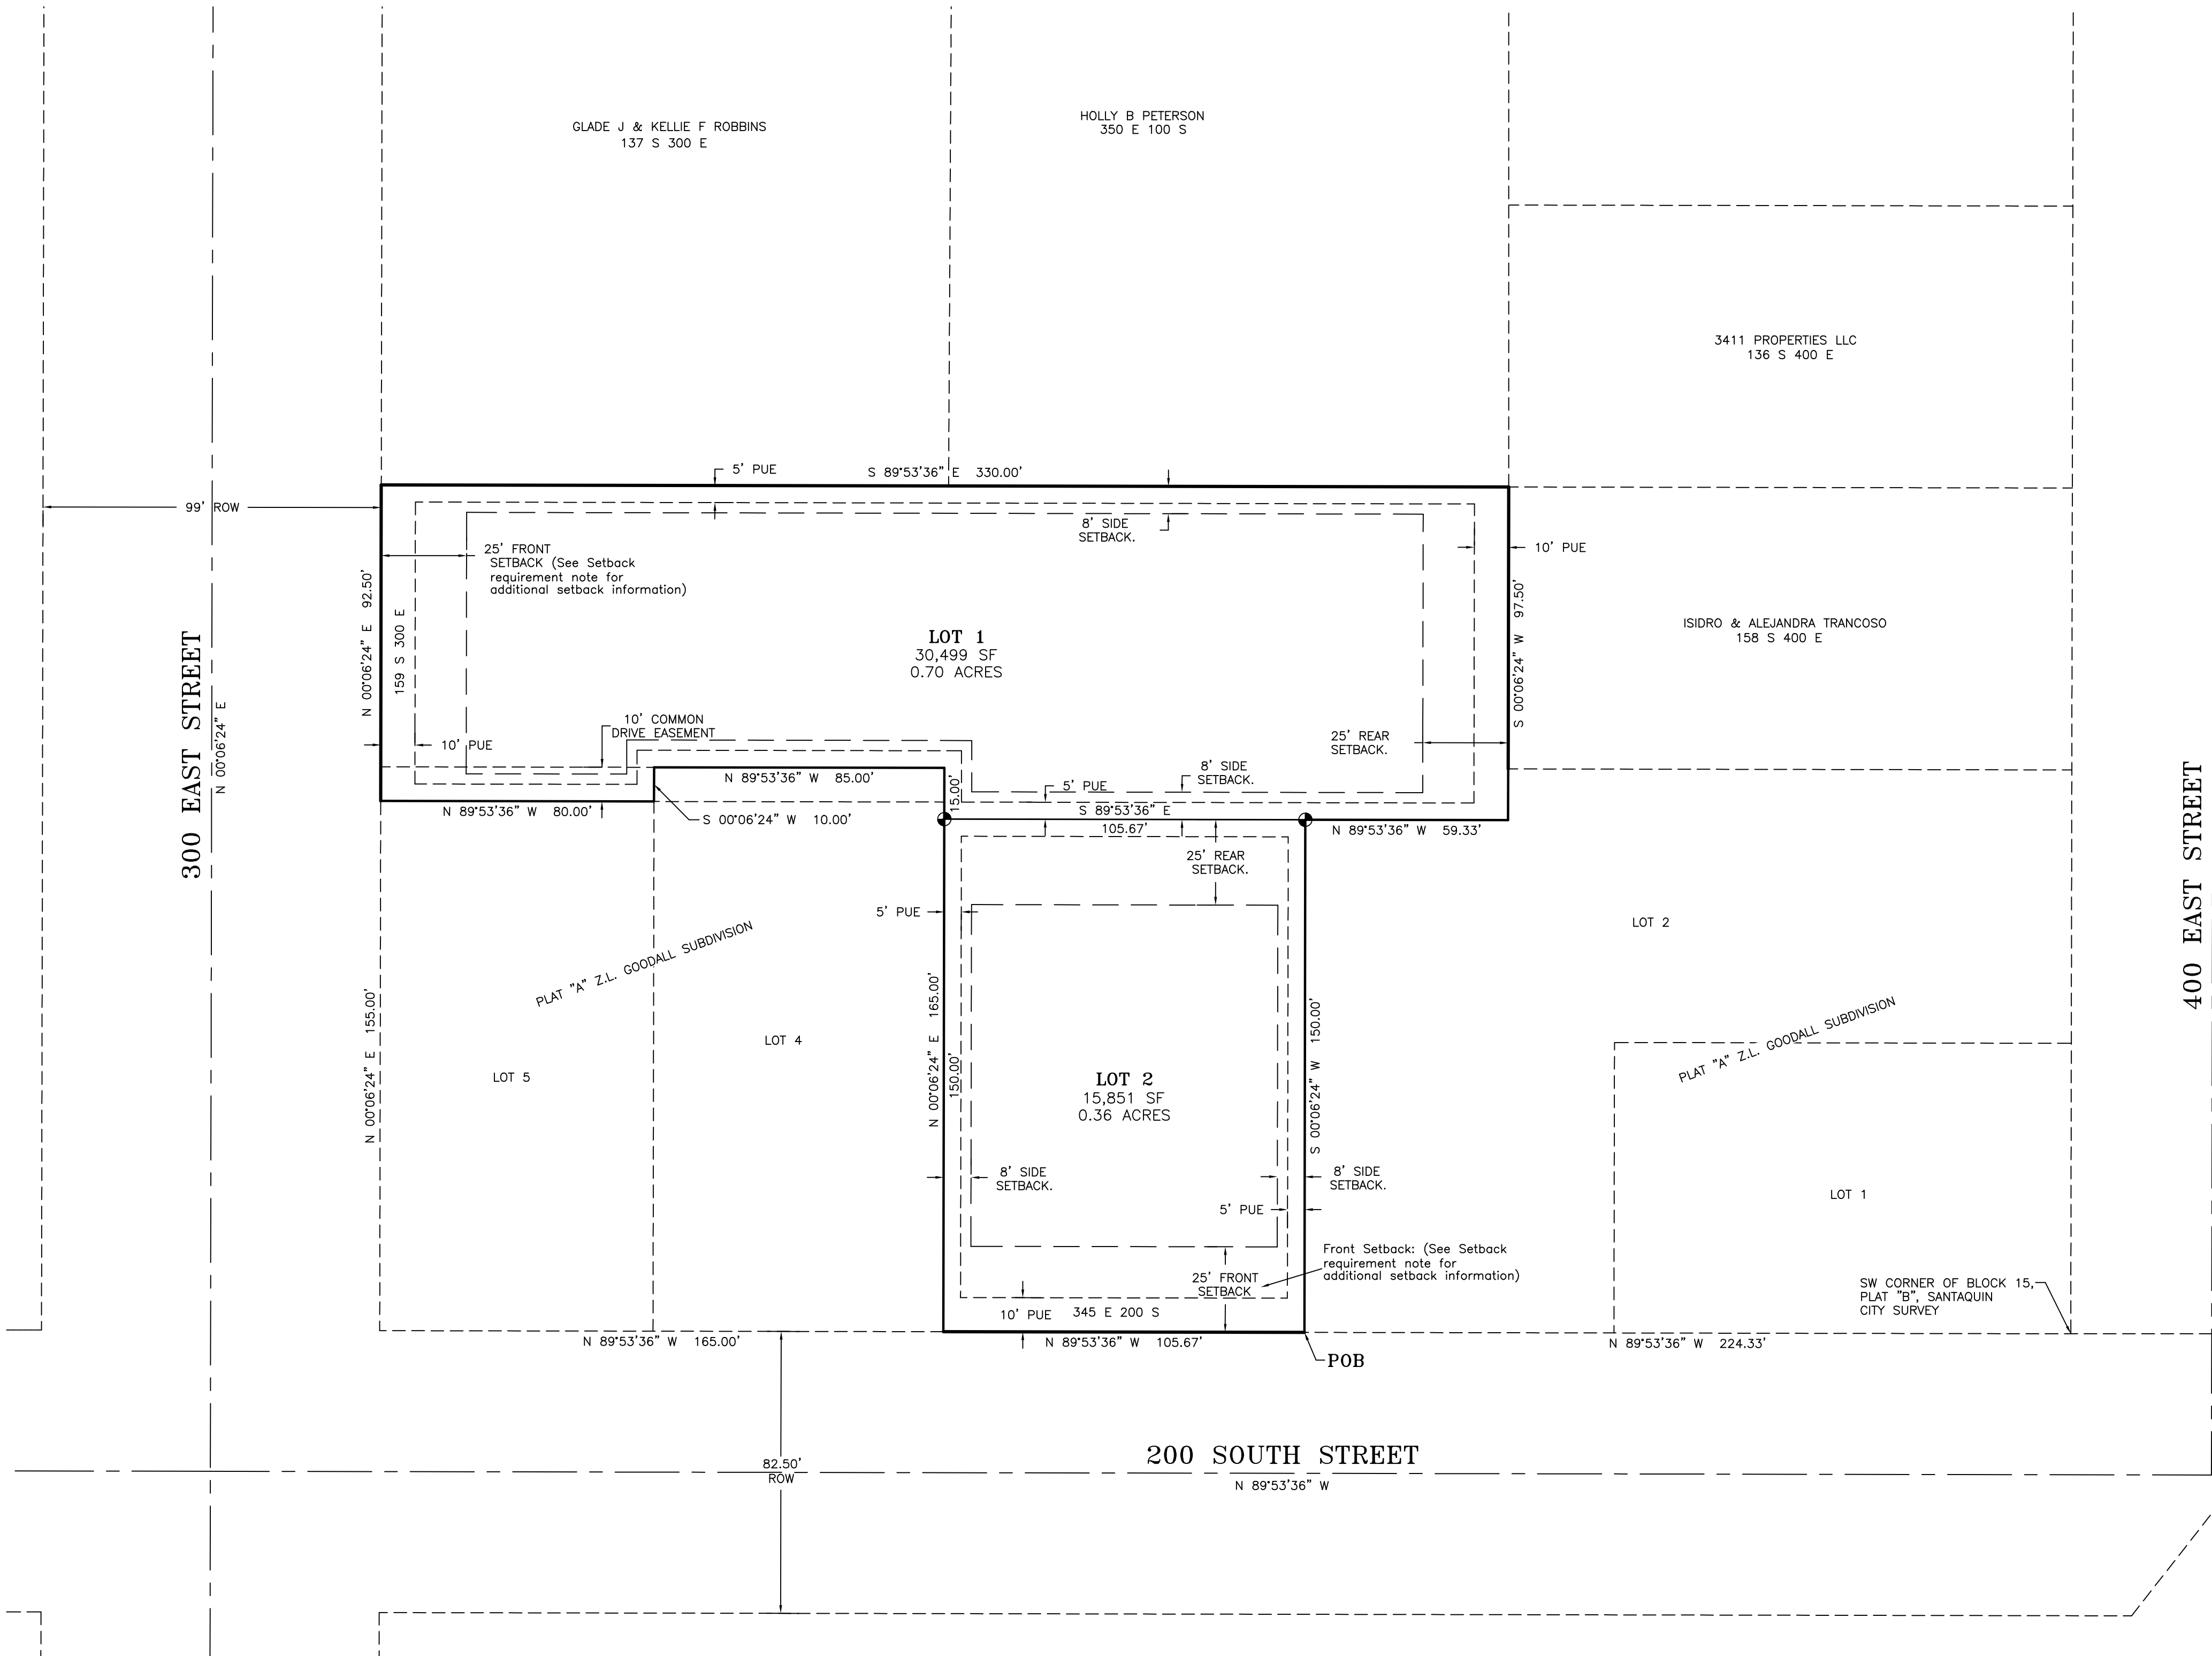 HOLLY B PETERSON
350 E 100 S
GLADE J & KELLIE F ROBBINS
137 S 300 E
3411 PROPERTIES LLC
136 S 400 E
5' PUE
S 89°53'36" E 330.00'
99' ROW
8' SIDE
SETBACK.
25' FRONT
SETBACK (See Setback
requirement note for
additional setback information)
10' PUE
N 00°06'24" E 92.50'
159 S 300 E
S 00°06'24" W 97.50'
ISIDRO & ALEJANDRA TRANCOSO
158 S 400 E
LOT 1
30,499 SF
0.70 ACRES
300 EAST STREET
N 00°06'24" E
10' COMMON
DRIVE EASEMENT
10' PUE
25' REAR
SETBACK.
N 89°53'36" W 85.00'
8' SIDE
SETBACK.
5' PUE
15.00'
N 89°53'36" W 80.00'
S 00°06'24" W 10.00'
S 89°53'36" E
105.67'
N 89°53'36" W 59.33'
25' REAR
SETBACK.
400 EAST STREET
5' PUE
LOT 2
PLAT "A" Z.L. GOODALL SUBDIVISION
N 00°06'24" E 155.00'
N 00°06'24" E 165.00'
150.00'
S 00°06'24" W 150.00'
PLAT "A" Z.L. GOODALL SUBDIVISION
LOT 4
LOT 5
LOT 2
15,851 SF
0.36 ACRES
8' SIDE
SETBACK.
8' SIDE
SETBACK.
LOT 1
5' PUE
Front Setback: (See Setback
requirement note for
additional setback information)
25' FRONT
SETBACK
SW CORNER OF BLOCK 15,
PLAT "B", SANTAQUIN
CITY SURVEY
10' PUE
345 E 200 S
N 89°53'36" W 165.00'
N 89°53'36" W 105.67'
N 89°53'36" W 224.33'
POB
200 SOUTH STREET
82.50'
ROW
N 89°53'36" W